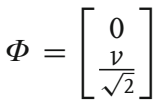 Φ = [ 0
ν
√2 ]